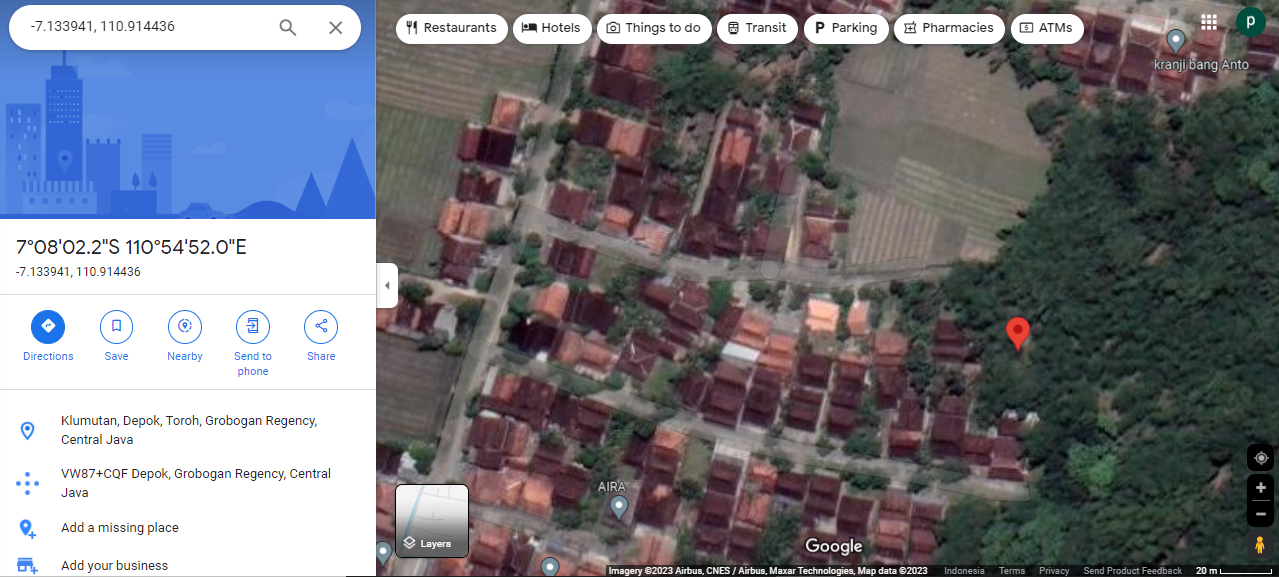 -7.133941, 110.914436
Restaurants
Hotels
Things to do
Transit
Parking
Pharmacies
ATMs
P
kranji bang Anto
7°08'02.2"S 110°54'52.0"E
-7.133941, 110.914436
Directions
Save
Nearby
Send to
phone
Share
Klumutan, Depok, Toroh, Grobogan Regency,
Central Java
VW87+CQF Depok, Grobogan Regency, Central
Java
Add a missing place
Add your business
AIRA
Layers
Google
Imagery ©2023 Airbus, CNES / Airbus, Maxar Technologies, Map data ©2023
Indonesia
Terms
Privacy
Send Product Feedback
20 m